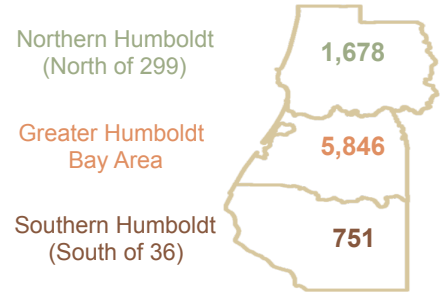 Northern Humboldt
(North of 299)
1,678
Greater Humboldt
Bay Area
5,846
Southern Humboldt
(South of 36)
751